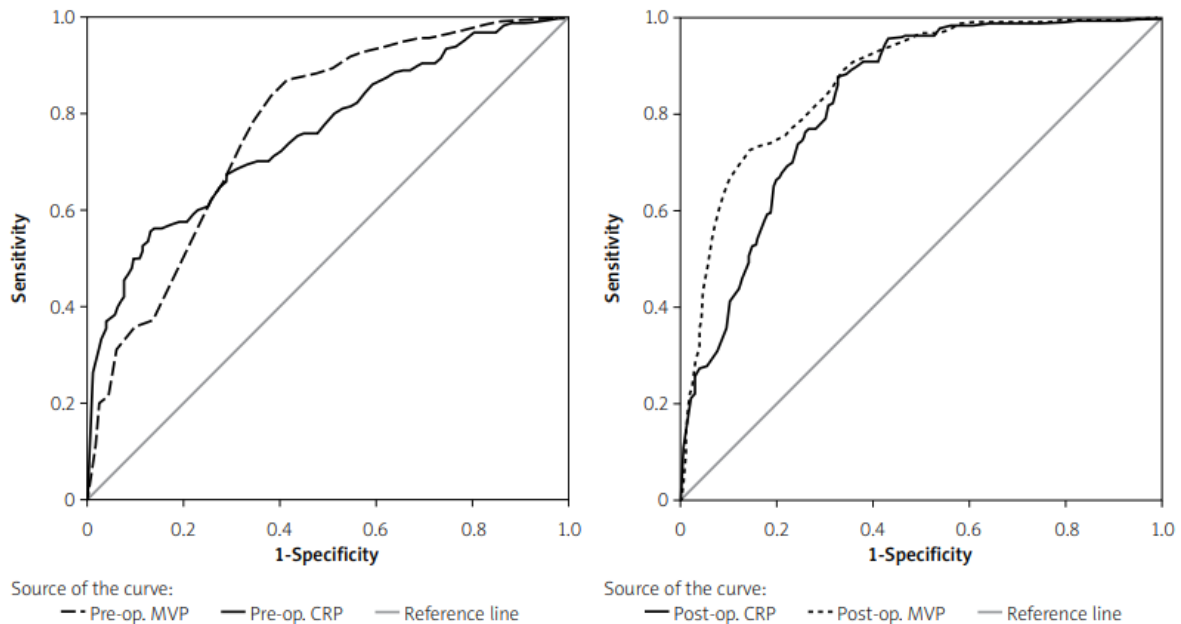 1.0
0.8
0.6
0.4
0.2
0
Sensitivity
0 0.2 0.4 0.6 0.8 1.0
1-Specificity
Source of the curve:
Pre-op. MVP Pre-op. CRP Reference line
1.0
0.8
0.6
0.4
0.2
0
Sensitivity
0 0.2 0.4 0.6 0.8 1.0
1-Specificity
Source of the curve:
Post-op. CRP Post-op. MVP Reference line